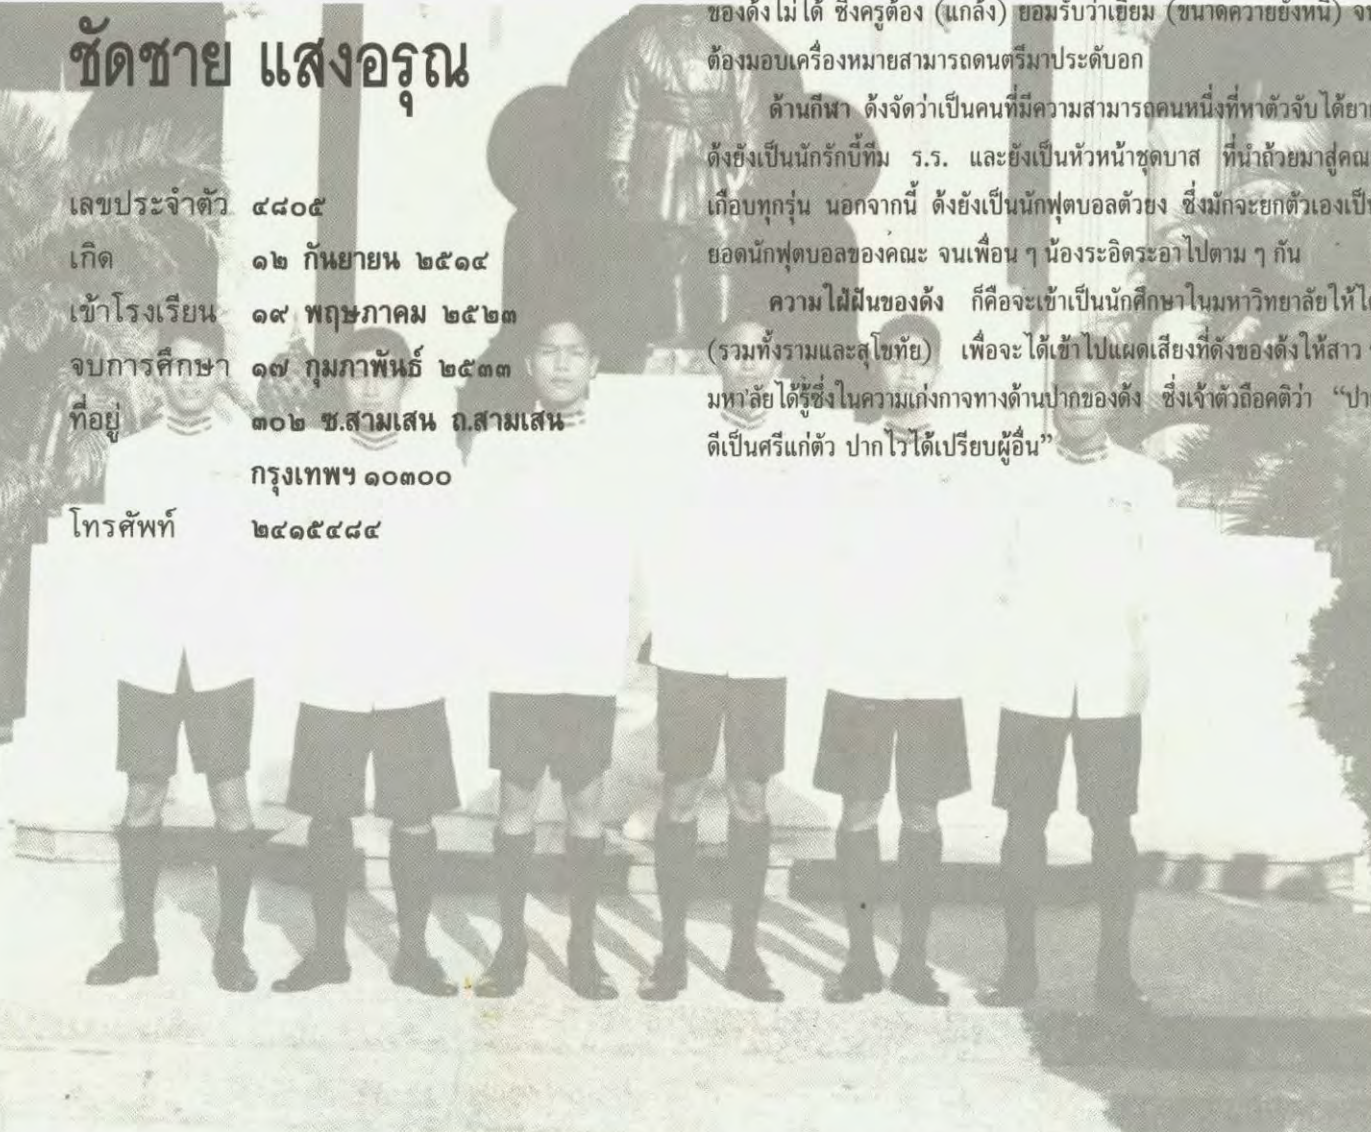 ชัดชาย แสงอรุณ
เลขประจำตัว ๔๘๐๕
เกิด ๑๒ กันยายน ๒๕๑๔
เข้าโรงเรียน ๑๙ พฤษภาคม ๒๕๒๓
จบการศึกษา ๑๗ กุมภาพันธ์ ๒๕๓๓
ที่อยู่ ๓๐๒ ซ.สามเสน ถ.สามเสน
กรุงเทพฯ ๑๐๓๐๐
โทรศัพท์ ๒๔๑๕๔๘๔
ของด้งไม่ได้ ซึ่งครูต้อง (แกล้ง) ยอมรับว่าเยี่ยม (ขนาดควายยังหนี)
ต้องมอบเครื่องหมายสามารถดนตรีมาประดับอก
ด้านกีฬา ด้งจัดว่าเป็นคนที่มีความสามารถคนหนึ่งที่หาตัวจับได้
ด้งยังเป็นนักรักบี้ทีม ร.ร. และยังเป็นหัวหน้าชุดบาส ที่นำถ้วยมาสู่คณะ
เกือบทุกรุ่น นอกจากนี้ ด้งยังเป็นนักฟุตบอลตัวยง ซึ่งมักจะยกตัวเอง
ยอดนักฟุตบอลของคณะ จนเพื่อน ๆ น้องระอิดระอาไปตาม ๆ กัน
ความใฝ่ฝันของด้ง ก็คือจะเข้าเป็นนักศึกษาในมหาวิทยาลัยให้
(รวมทั้งรามและสุโขทัย) เพื่อจะได้เข้าไปแผดเสียงที่ดังของด้งให้สาว
มหา'ลัยได้รู้ซึ้งในความเก่งกาจทางด้านปากของด้ง ซึ่งเจ้าตัวถือคติว่า
ดีเป็นศรีแก่ตัว ปากไวได้เปรียบผู้อื่น”